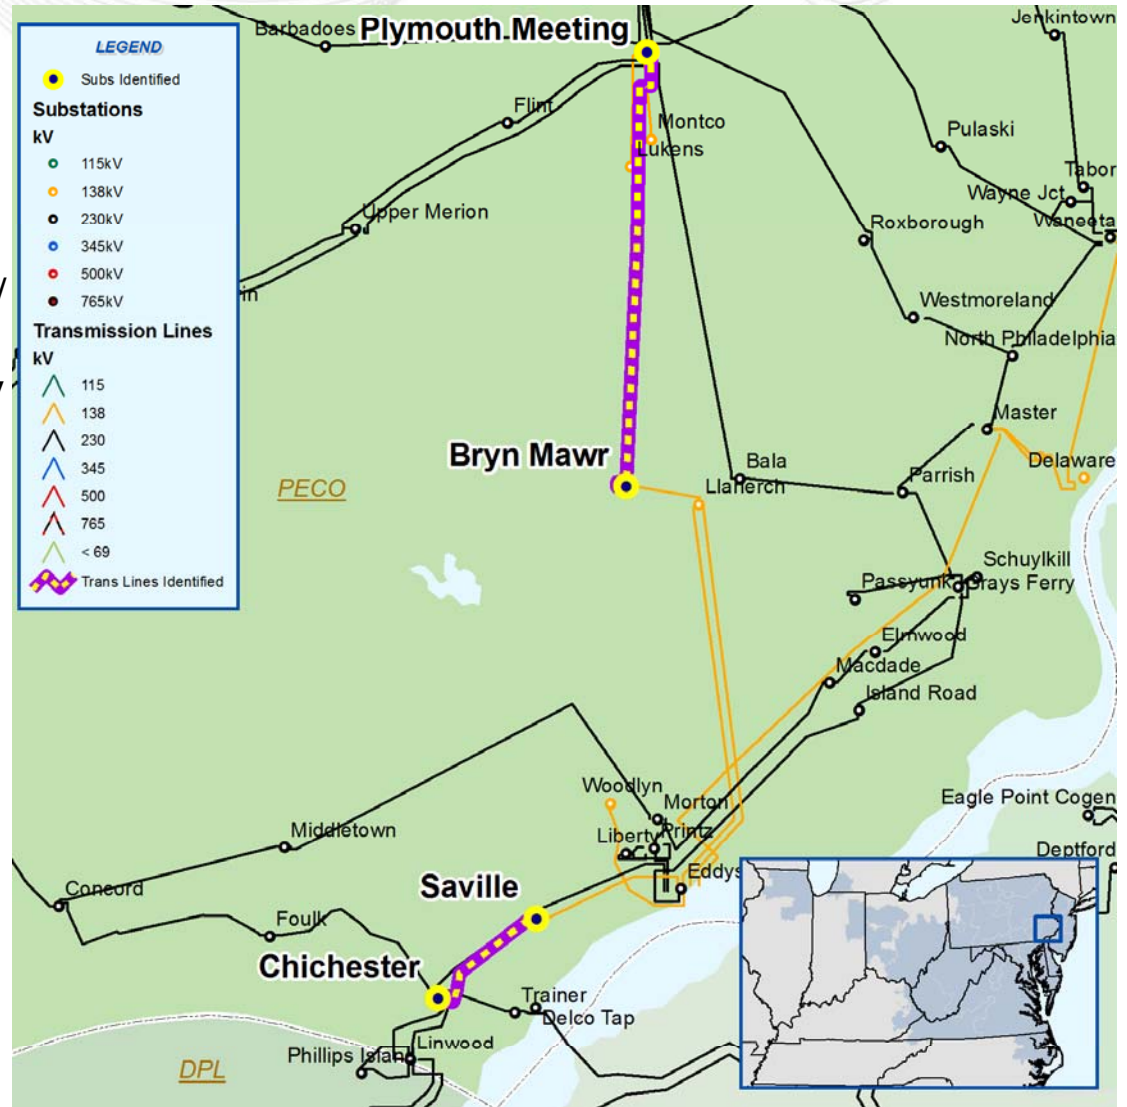 LEGEND
Subs Identified
Substations
kV
115kV
138kV
230kV
345kV
500kV
765kV
Transmission Lines
kV
115
138
230
345
500
765
< 69
Trans Lines Identified
Barbadoes
Plymouth Meeting
Jenkintown
Flint
Montco
Lukens
Pulaski
Tabor
Wayne Jct
Waneeta
Upper Merion
Roxborough
Westmoreland
North Philadelphia
Master
Bryn Mawr
Bala
Llanerch
Parrish
Delaware
PECO
Schuylkill
Passyunk
Grays Ferry
Elmwood
Macdade
Island Road
Woodlyn
Morton
Liberty
Printz
Eagle Point Cogen
Middletown
Deptford
Concord
Saville
Foulk
Chichester
Trainer
Delco Tap
Linwood
DPL